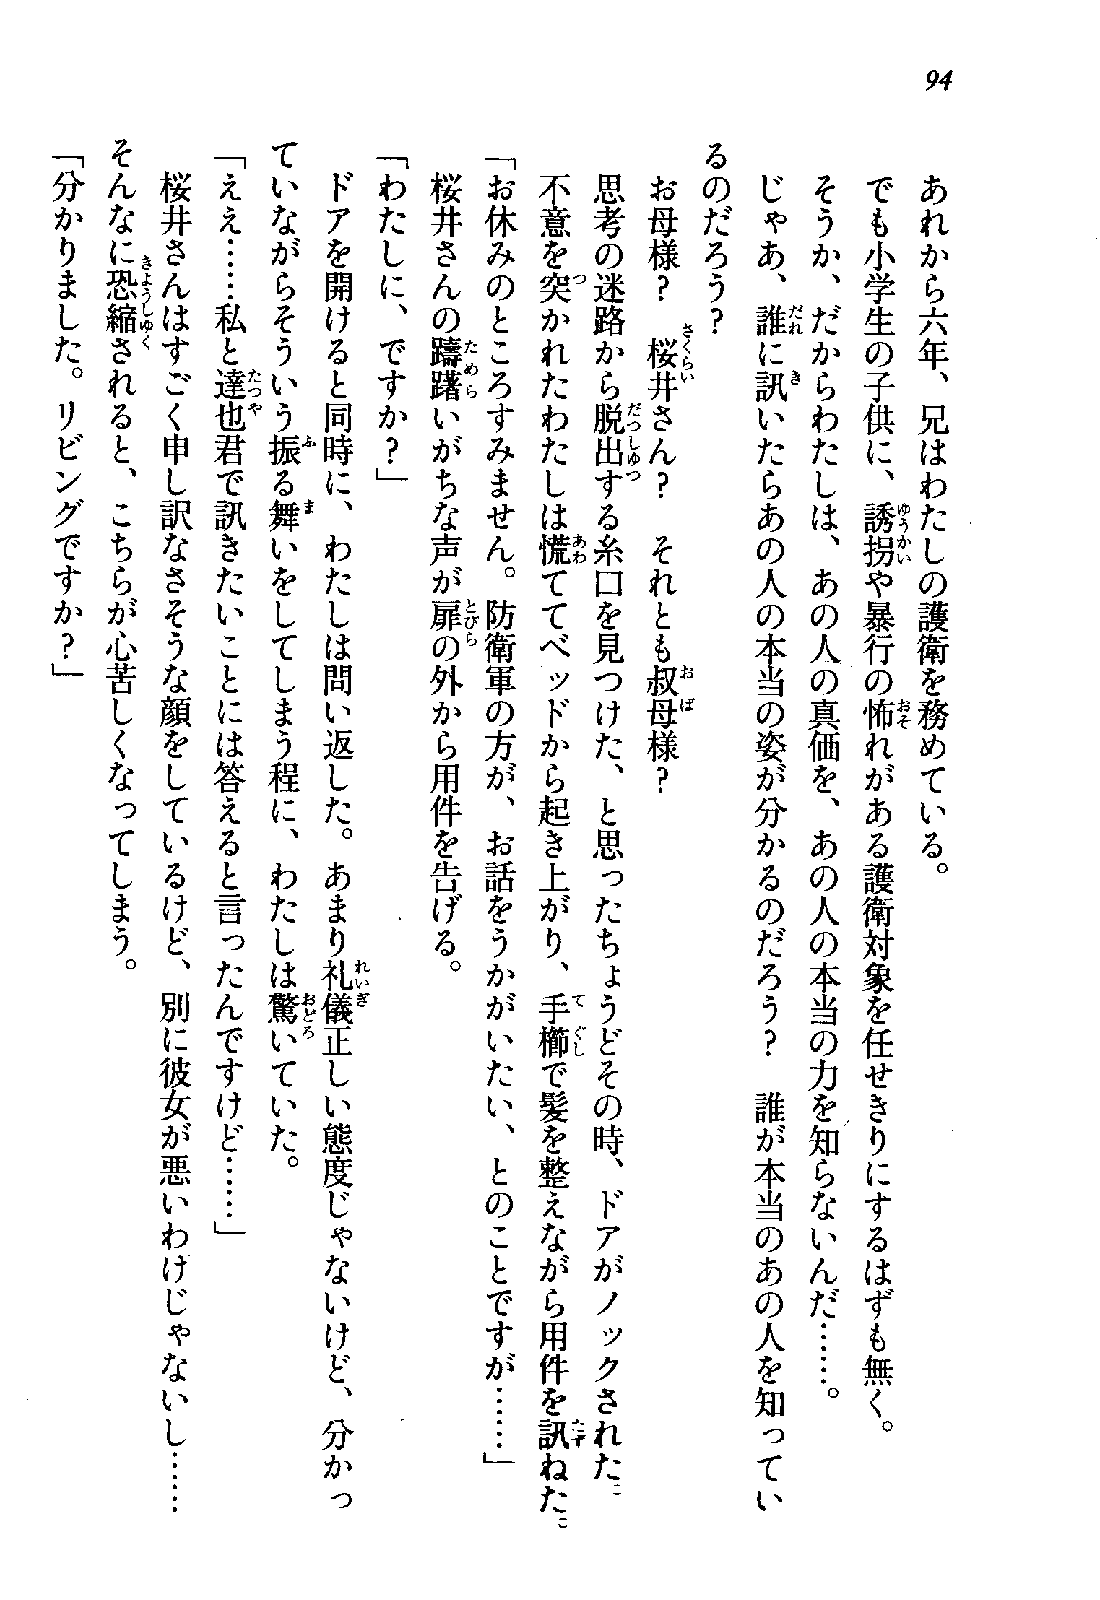 94
あれから六年、兄はわたしの護衛を務めている。
でも小学生の子供に、誘拐や暴行の怖れがある護衛対象を任せきりにするはずも無く。
そうか、だからわたしは、あの人の真価を、あの人の本当の力を知らないんだ……。
じゃあ、誰に訊いたらあの人の本当の姿が分かるのだろう？　誰が本当のあの人を知ってい
るのだろう？
お母様？　桜井さん？　それとも叔母様？
思考の迷路から脱出する糸口を見つけた、と思ったちょうどその時、ドアがノックされた。
不意を突かれたわたしは慌ててベッドから起き上がり、手櫛で髪を整えながら用件を訊ねた。
「お休みのところすみません。防衛軍の方が、お話をうかがいたい、とのことですが……」
桜井さんの躊躇いがちな声が扉の外から用件を告げる。
「わたしに、ですか？」
ドアを開けると同時に、わたしは問い返した。あまり礼儀正しい態度じゃないけど、分かっ
ていながらそういう振る舞いをしてしまう程に、わたしは驚いていた。
「ええ……私と達也君で訊きたいことには答えると言ったんですけど……」
桜井さんはすごく申し訳なさそうな顔をしているけど、別に彼女が悪いわけじゃないし……
そんなに恐縮されると、こちらが心苦しくなってしまう。
「分かりました。リビングですか？」